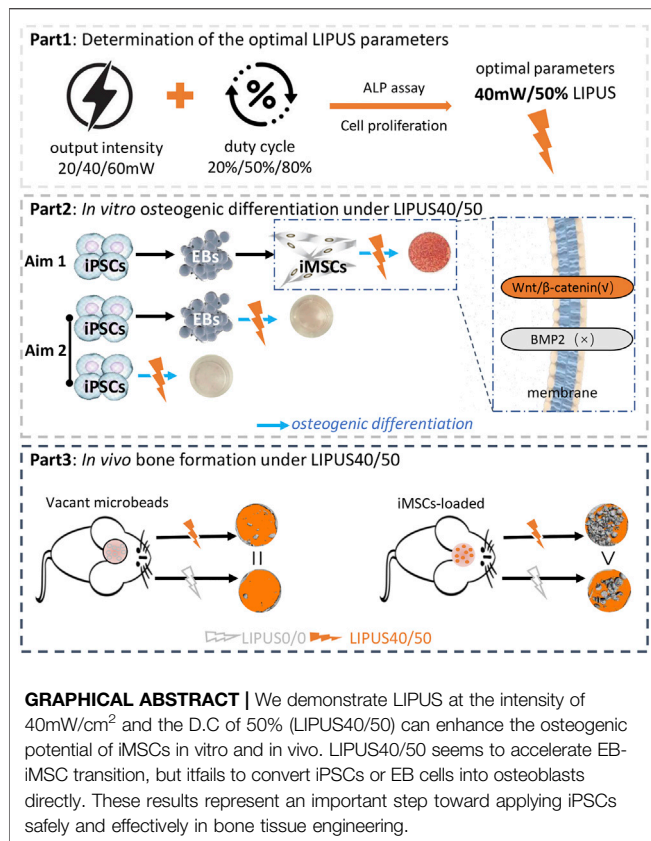 Part1: Determination of the optimal LIPUS parameters
output intensity
20/40/60mW
%
duty cycle
20%/50%/80%
ALP assay
Cell proliferation
optimal parameters
40mW/50% LIPUS
Part2: In vitro osteogenic differentiation under LIPUS40/50
Aim 1
iPSCs
EBs
iMSCs
Aim 2
iPSCs
EBs
iPSCs
osteogenic differentiation
Wnt/β-catenin(√)
BMP2 (×)
membrane
Part3: In vivo bone formation under LIPUS40/50
Vacant microbeads
=
iMSCs-loaded
>
LIPUS0/0
LIPUS40/50
GRAPHICAL ABSTRACT | We demonstrate LIPUS at the intensity of
40mW/cm² and the D.C of 50% (LIPUS40/50) can enhance the osteogenic
potential of iMSCs in vitro and in vivo. LIPUS40/50 seems to accelerate EB-
iMSC transition, but itfails to convert iPSCs or EB cells into osteoblasts
directly. These results represent an important step toward applying iPSCs
safely and effectively in bone tissue engineering.